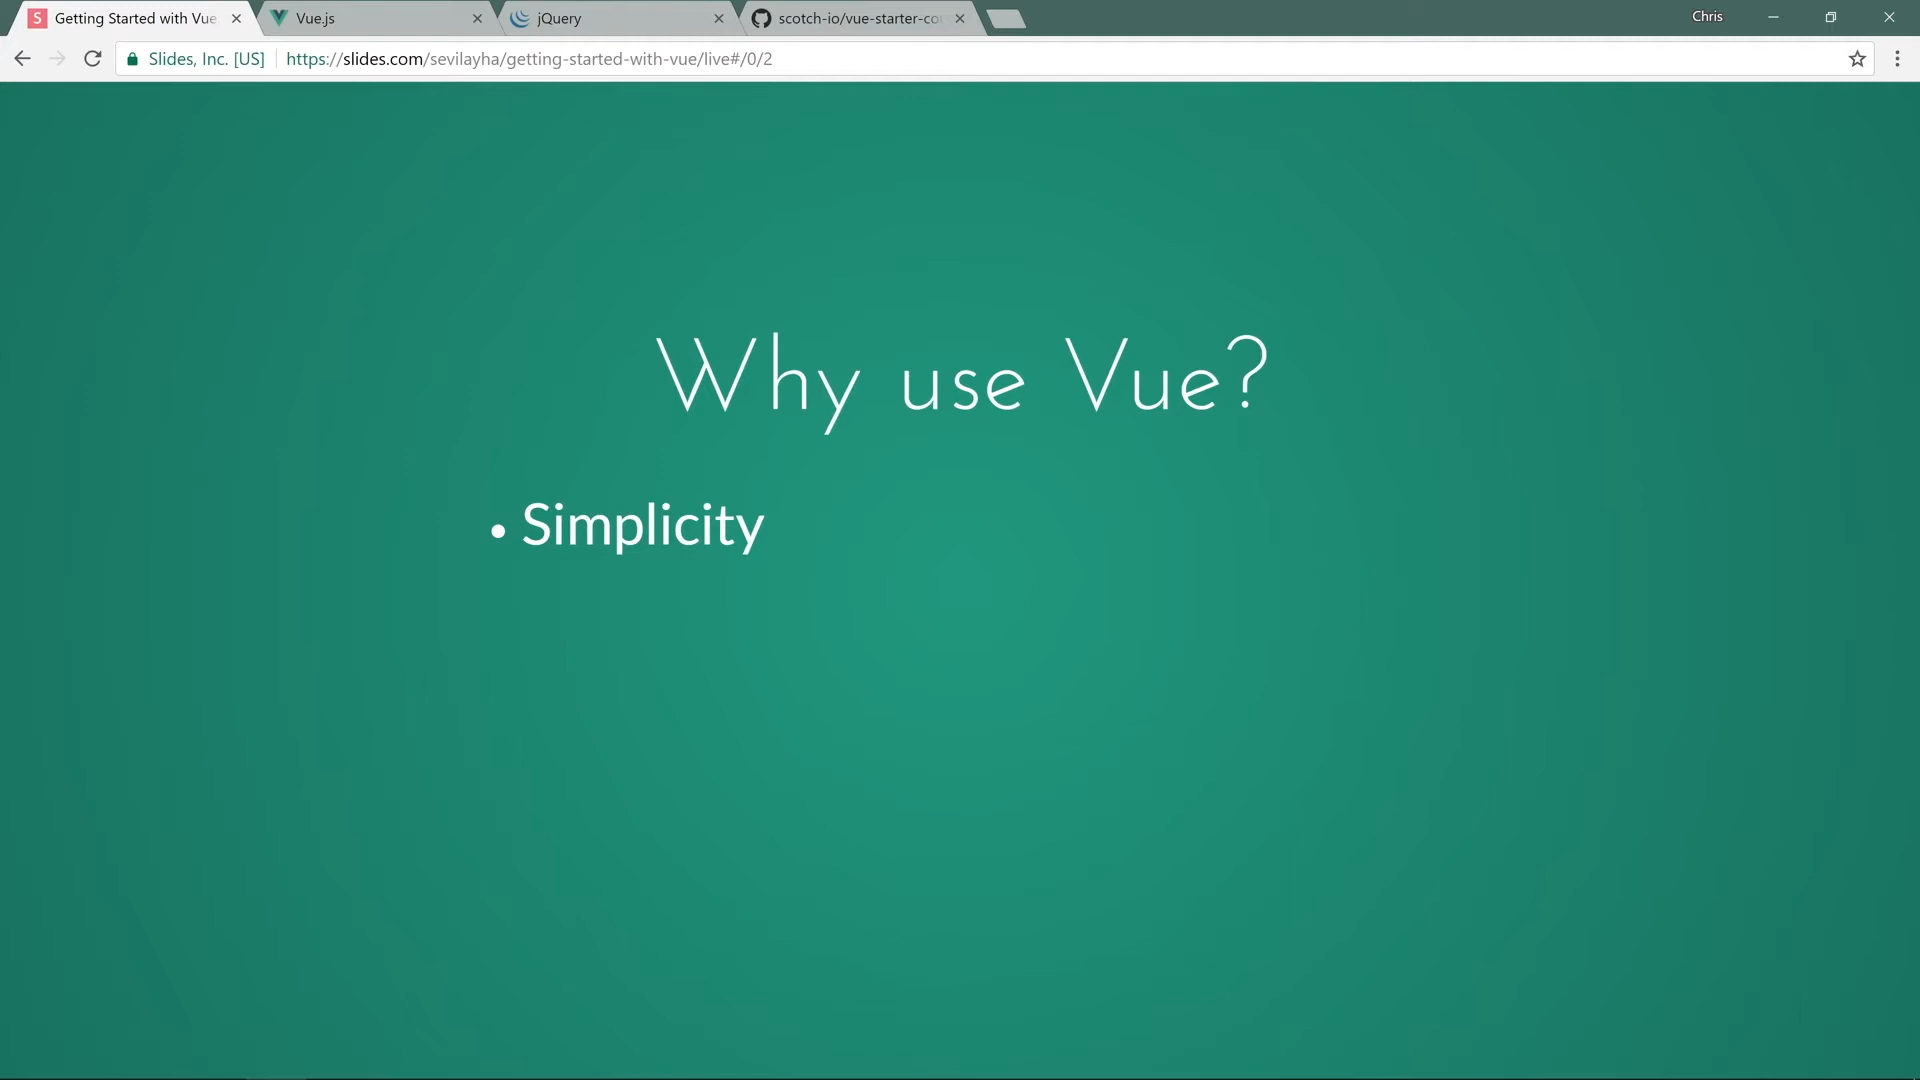 S Getting Started with Vue
Vue.js
jQuery
scotch-io/vue-starter-co
Chris
Slides, Inc. [US]
https://slides.com/sevilayha/getting-started-with-vue/live#/0/2
Why use Vue?
• Simplicity